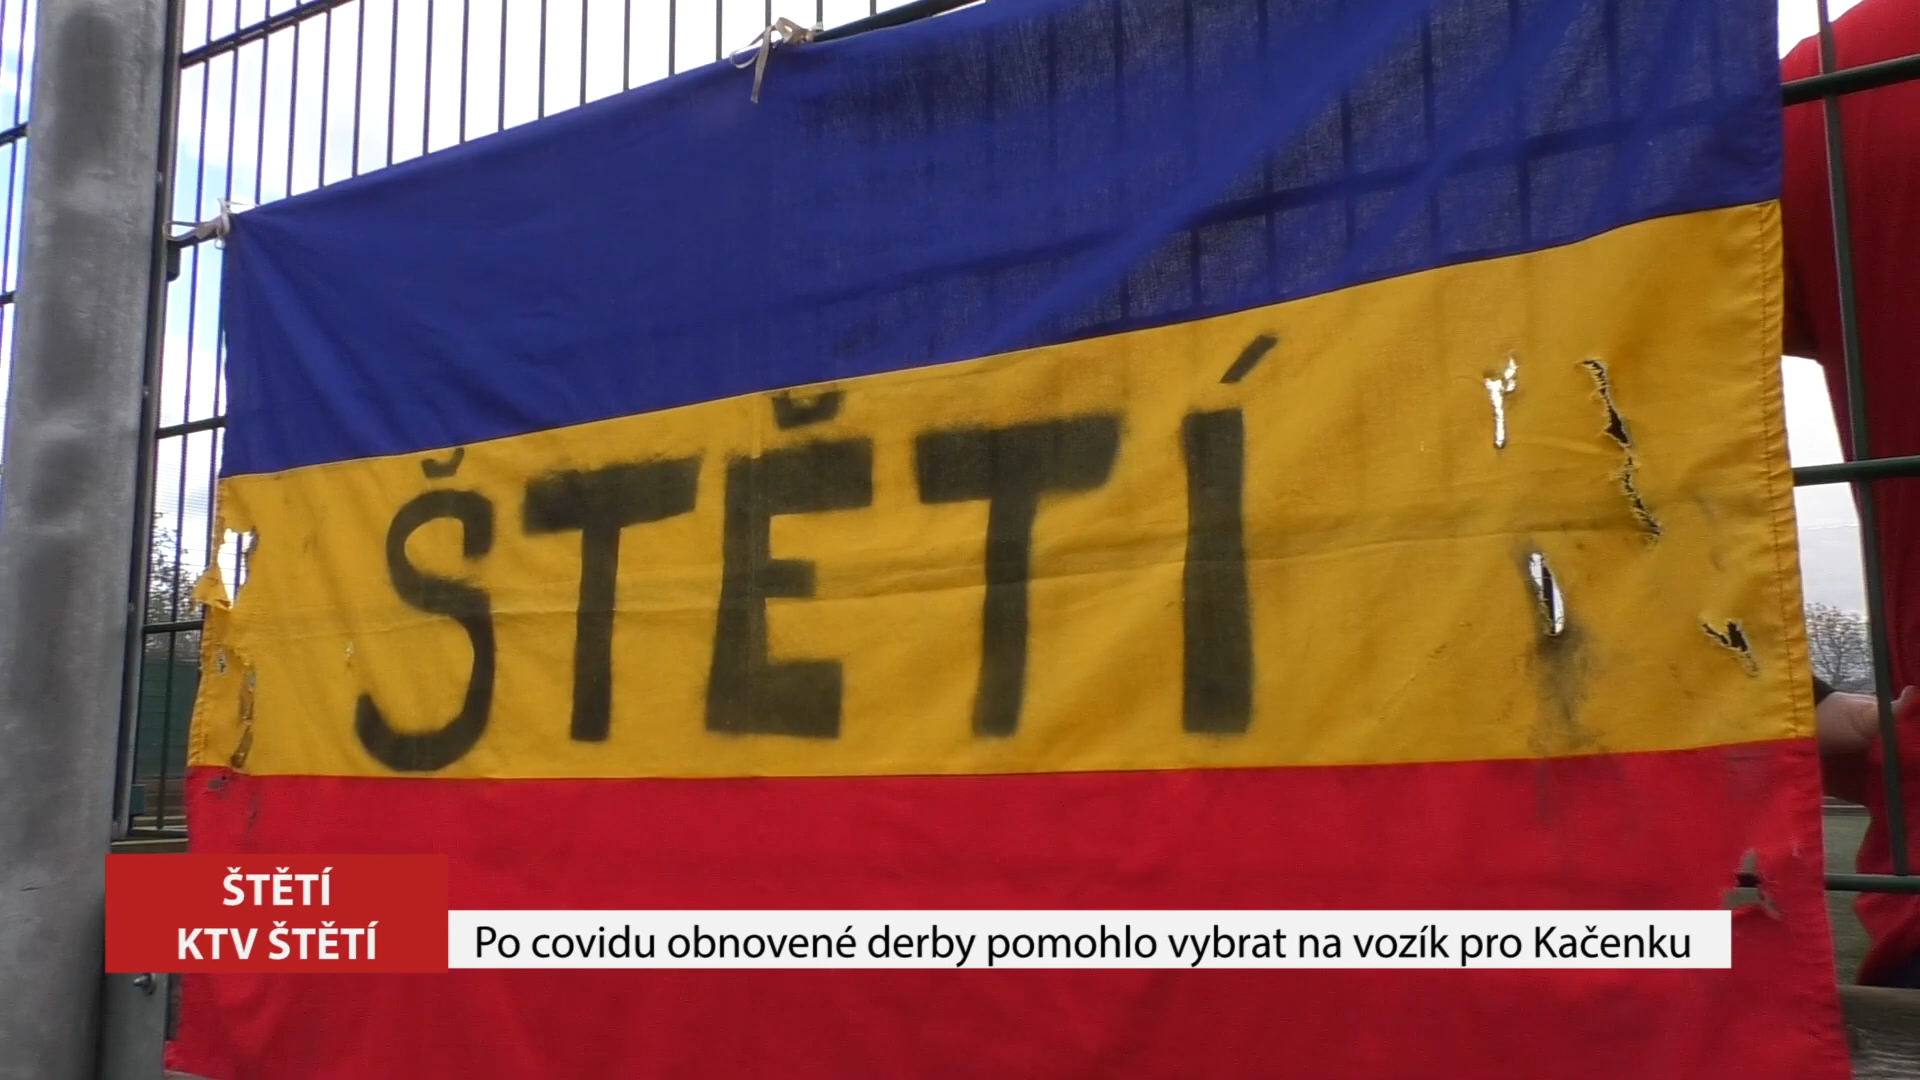 ŠTĚTÍ
ŠTĚTÍ
KTV ŠTĚTÍ
Po covidu obnovené derby pomohlo vybrat na vozík pro Kačenku